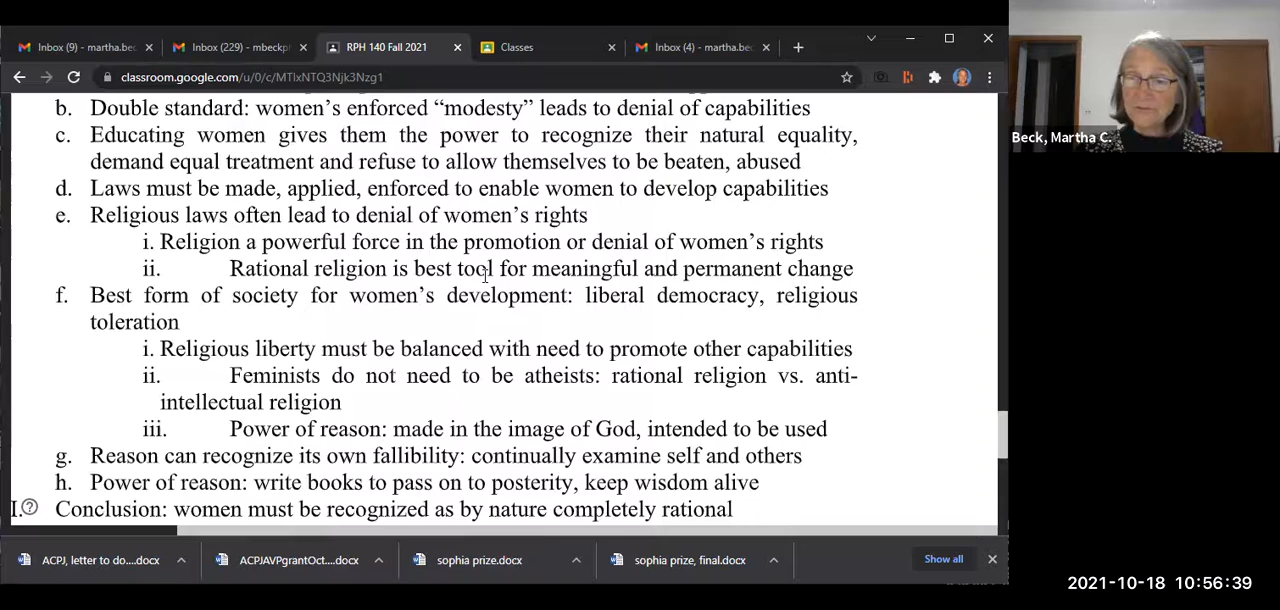 Inbox (9) - martha.bec
Inbox (229) - mbeckp
RPH 140 Fall 2021
Classes
Inbox (4) - martha.bec
classroom.google.com/u/0/c/MTIxNTQ3Njk3Nzg1
b. Double standard: women's enforced “modesty” leads to denial of capabilities
c. Educating women gives them the power to recognize their natural equality,
demand equal treatment and refuse to allow themselves to be beaten, abused
d. Laws must be made, applied, enforced to enable women to develop capabilities
e. Religious laws often lead to denial of women's rights
i. Religion a powerful force in the promotion or denial of women's rights
ii. Rational religion is best tool for meaningful and permanent change
f. Best form of society for women's development: liberal democracy, religious
toleration
i. Religious liberty must be balanced with need to promote other capabilities
ii. Feminists do not need to be atheists: rational religion vs. anti-
intellectual religion
iii. Power of reason: made in the image of God, intended to be used
g. Reason can recognize its own fallibility: continually examine self and others
h. Power of reason: write books to pass on to posterity, keep wisdom alive
I. Conclusion: women must be recognized as by nature completely rational
ACPJ, letter to do....docx
ACPJAVPgrantOct....docx
sophia prize.docx
sophia prize, final.docx
Show all
Beck, Martha C.
2021-10-18 10:56:39